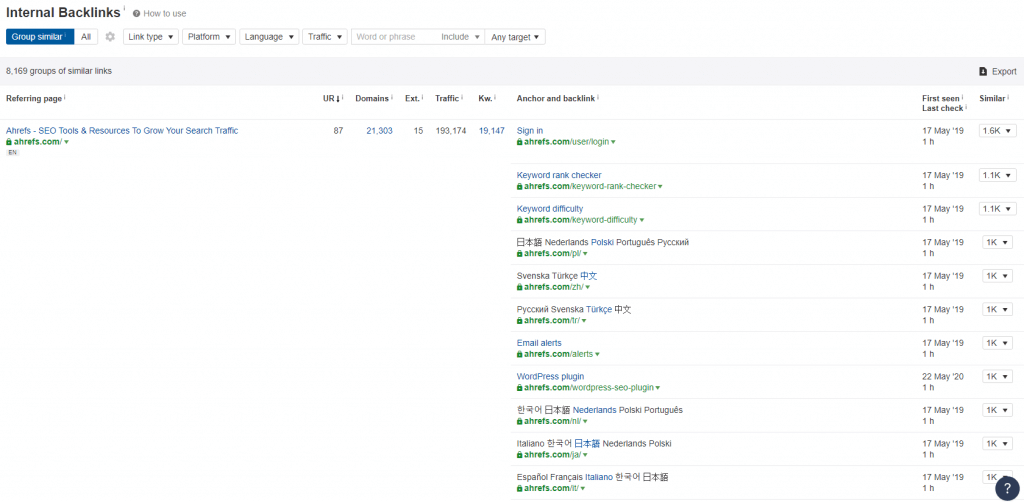 Internal Backlinks i ? How to use
Group similar i All Link type ▼ Platform ▼ Language ▼ Traffic ▼ Word or phrase Include ▼ Any target ▼
8,169 groups of similar links Export
Referring page i UR ↓ i Domains i Ext. i Traffic i Kw. i Anchor and backlink i First seen i Similar i
Last check i
Ahrefs - SEO Tools & Resources To Grow Your Search Traffic 87 21,303 15 193,174 19,147 Sign in 17 May '19 1.6K ▼
ahrefs.com/ ▼ ahrefs.com/user/login ▼ 1 h
EN
Keyword rank checker 17 May '19 1.1K ▼
ahrefs.com/keyword-rank-checker ▼ 1 h
Keyword difficulty 17 May '19 1.1K ▼
ahrefs.com/keyword-difficulty ▼ 1 h
日本語 Nederlands Polski Português Русский 17 May '19 1K ▼
ahrefs.com/pl/ ▼ 1 h
Svenska Türkçe 中文 17 May '19 1K ▼
ahrefs.com/zh/ ▼ 1 h
Русский Svenska Türkçe 中文 17 May '19 1K ▼
ahrefs.com/tr/ ▼ 1 h
Email alerts 17 May '19 1K ▼
ahrefs.com/alerts ▼ 1 h
WordPress plugin 22 May '20 1K ▼
ahrefs.com/wordpress-seo-plugin ▼ 1 h
한국어 日本語 Nederlands Polski Português 17 May '19 1K ▼
ahrefs.com/nl/ ▼ 1 h
Italiano 한국어 日本語 Nederlands Polski 17 May '19 1K ▼
ahrefs.com/ja/ ▼ 1 h
Español Français Italiano 한국어 日本語 17 May '19 1K
ahrefs.com/it/ ▼ 1 h ?